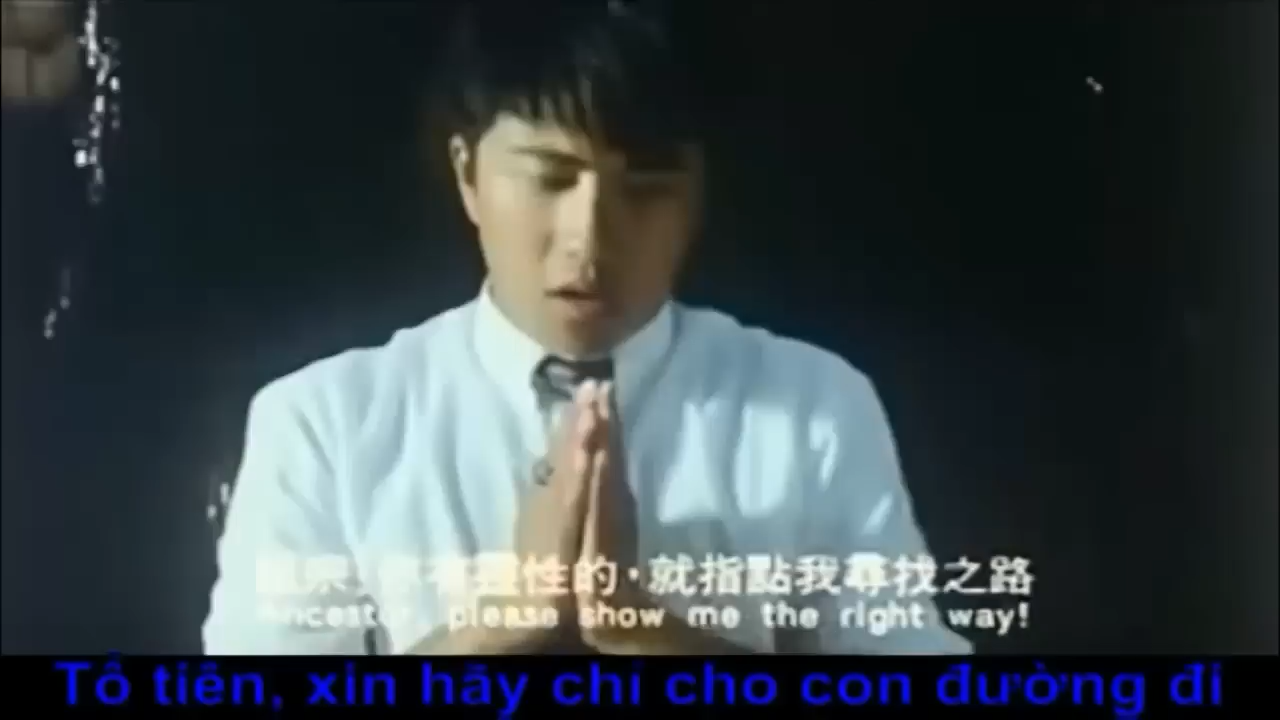 性的，就指點我尋找之路
Ancestor, please show me the right way!
Tổ tiên, xin hãy chỉ cho con đường đi